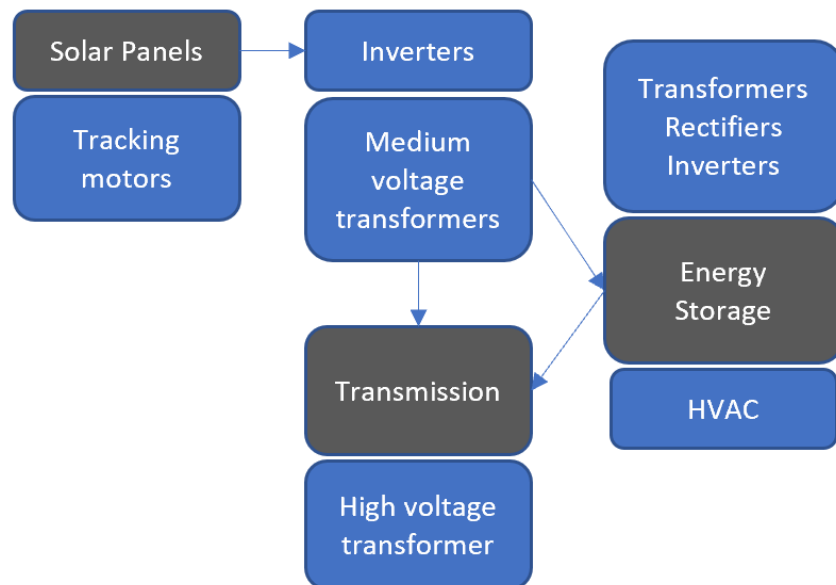 Solar Panels
Inverters
Tracking
motors
Medium
voltage
transformers
Transformers
Rectifiers
Inverters
Energy
Storage
Transmission
HVAC
High voltage
transformer